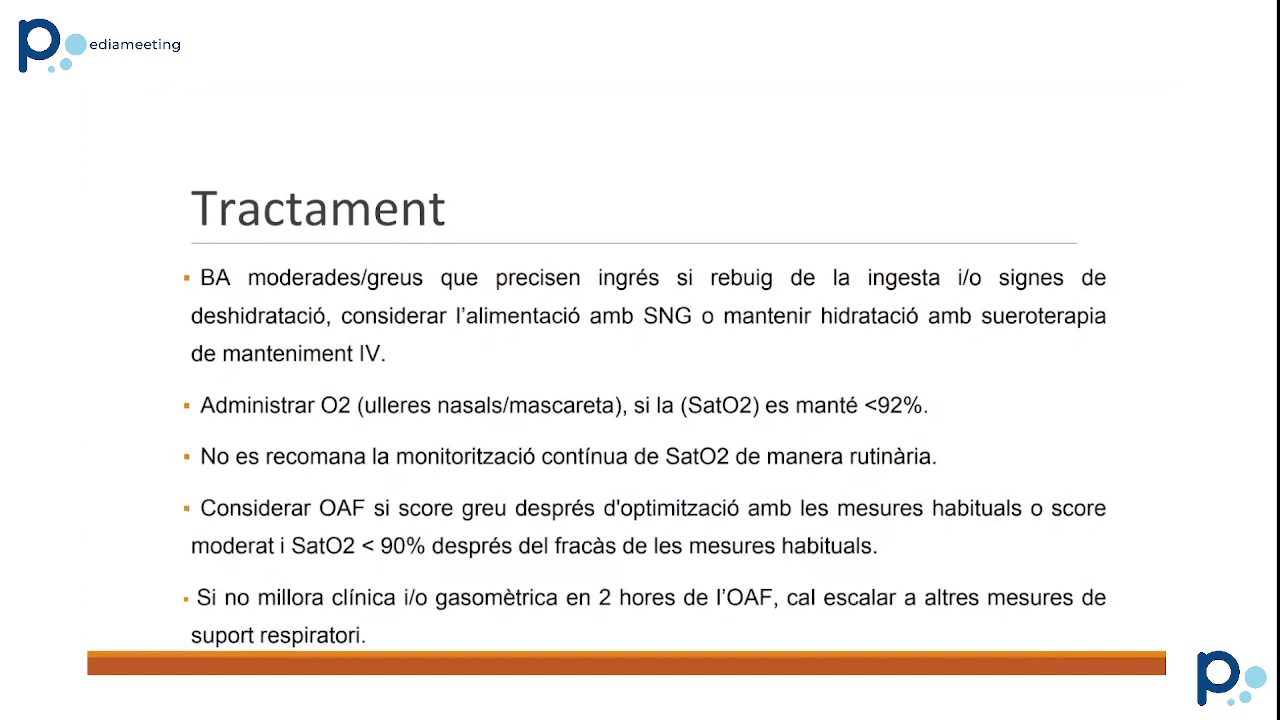 pediameeting
Tractament
▪ BA moderades/greus que precisen ingrés si rebuig de la ingesta i/o signes de
deshidratació, considerar l’alimentació amb SNG o mantenir hidratació amb sueroterapia
de manteniment IV.
▪ Administrar O2 (ulleres nasals/mascareta), si la (SatO2) es manté <92%.
▪ No es recomana la monitorització contínua de SatO2 de manera rutinària.
▪ Considerar OAF si score greu després d'optimització amb les mesures habituals o score
moderat i SatO2 < 90% després del fracàs de les mesures habituals.
▪ Si no millora clínica i/o gasomètrica en 2 hores de l’OAF, cal escalar a altres mesures de
suport respiratori.
p